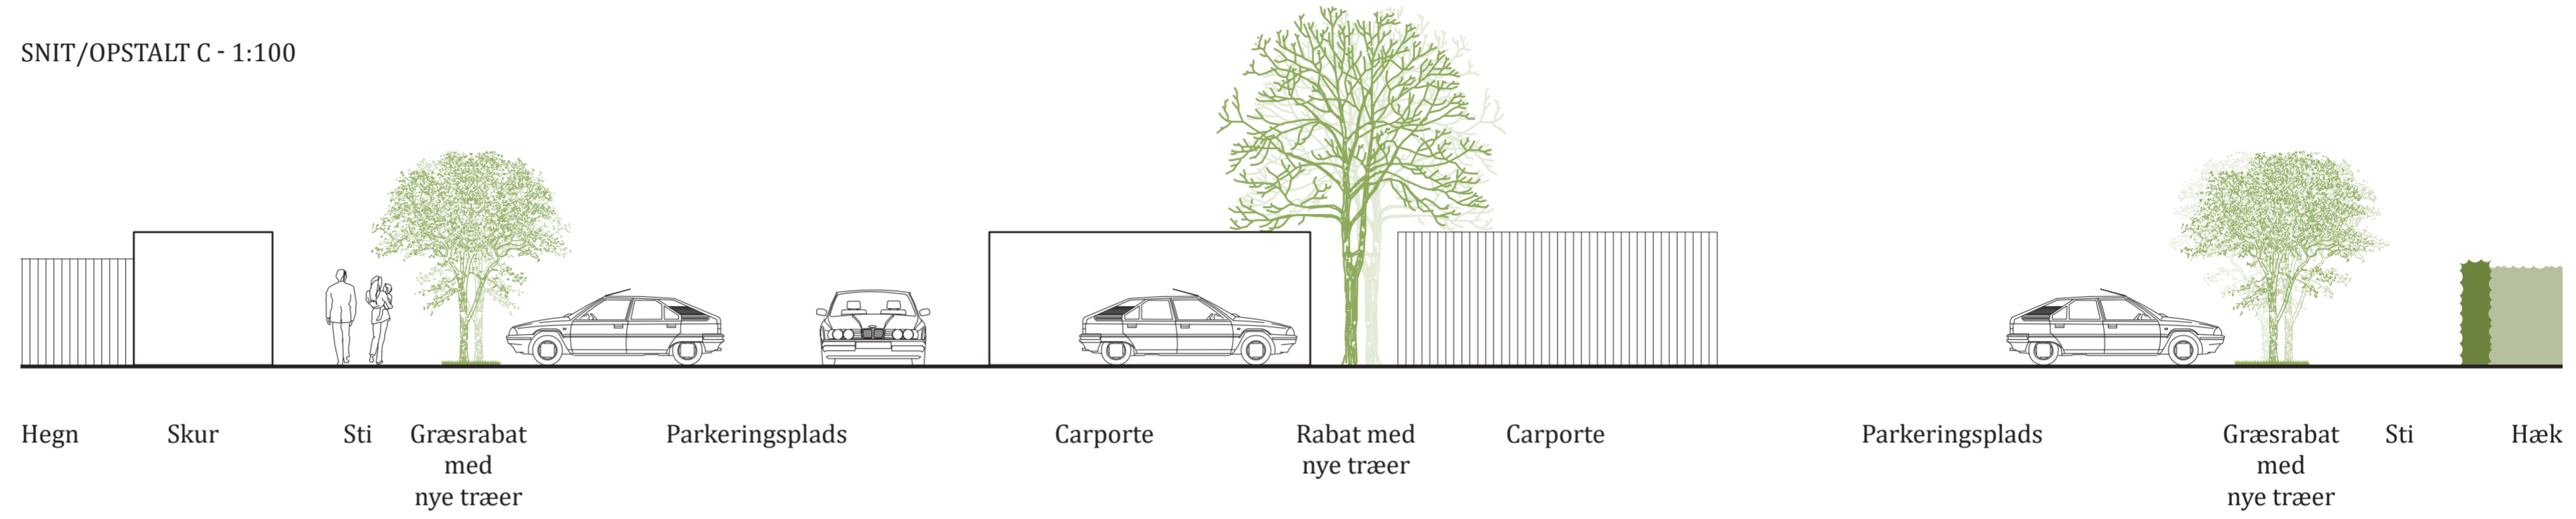 SNIT/OPSTALT C - 1:100
Hegn
Skur
Sti
Græsrabat
med
nye træer
Parkeringsplads
Carporte
Rabat med
nye træer
Carporte
Parkeringsplads
Græsrabat
med
nye træer
Sti
Hæk